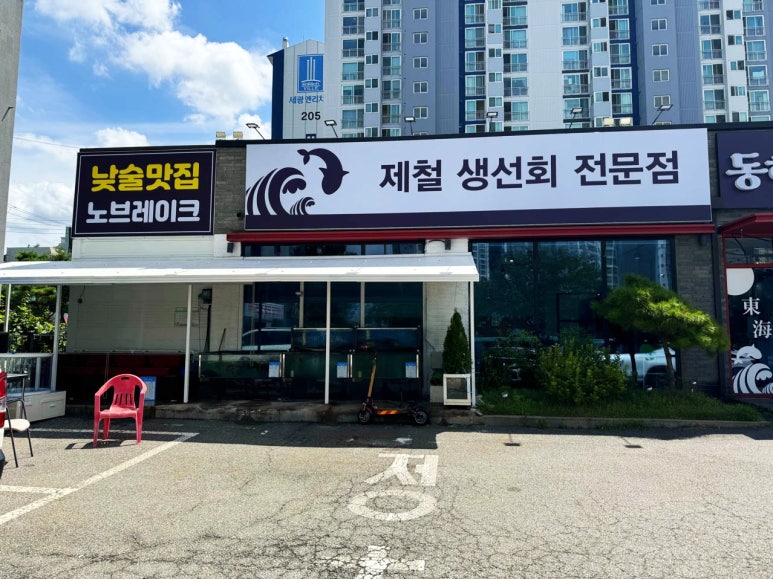 세광 엔리치
205
낮술맛집
노브레이크
제철 생선회 전문점
東
海
정